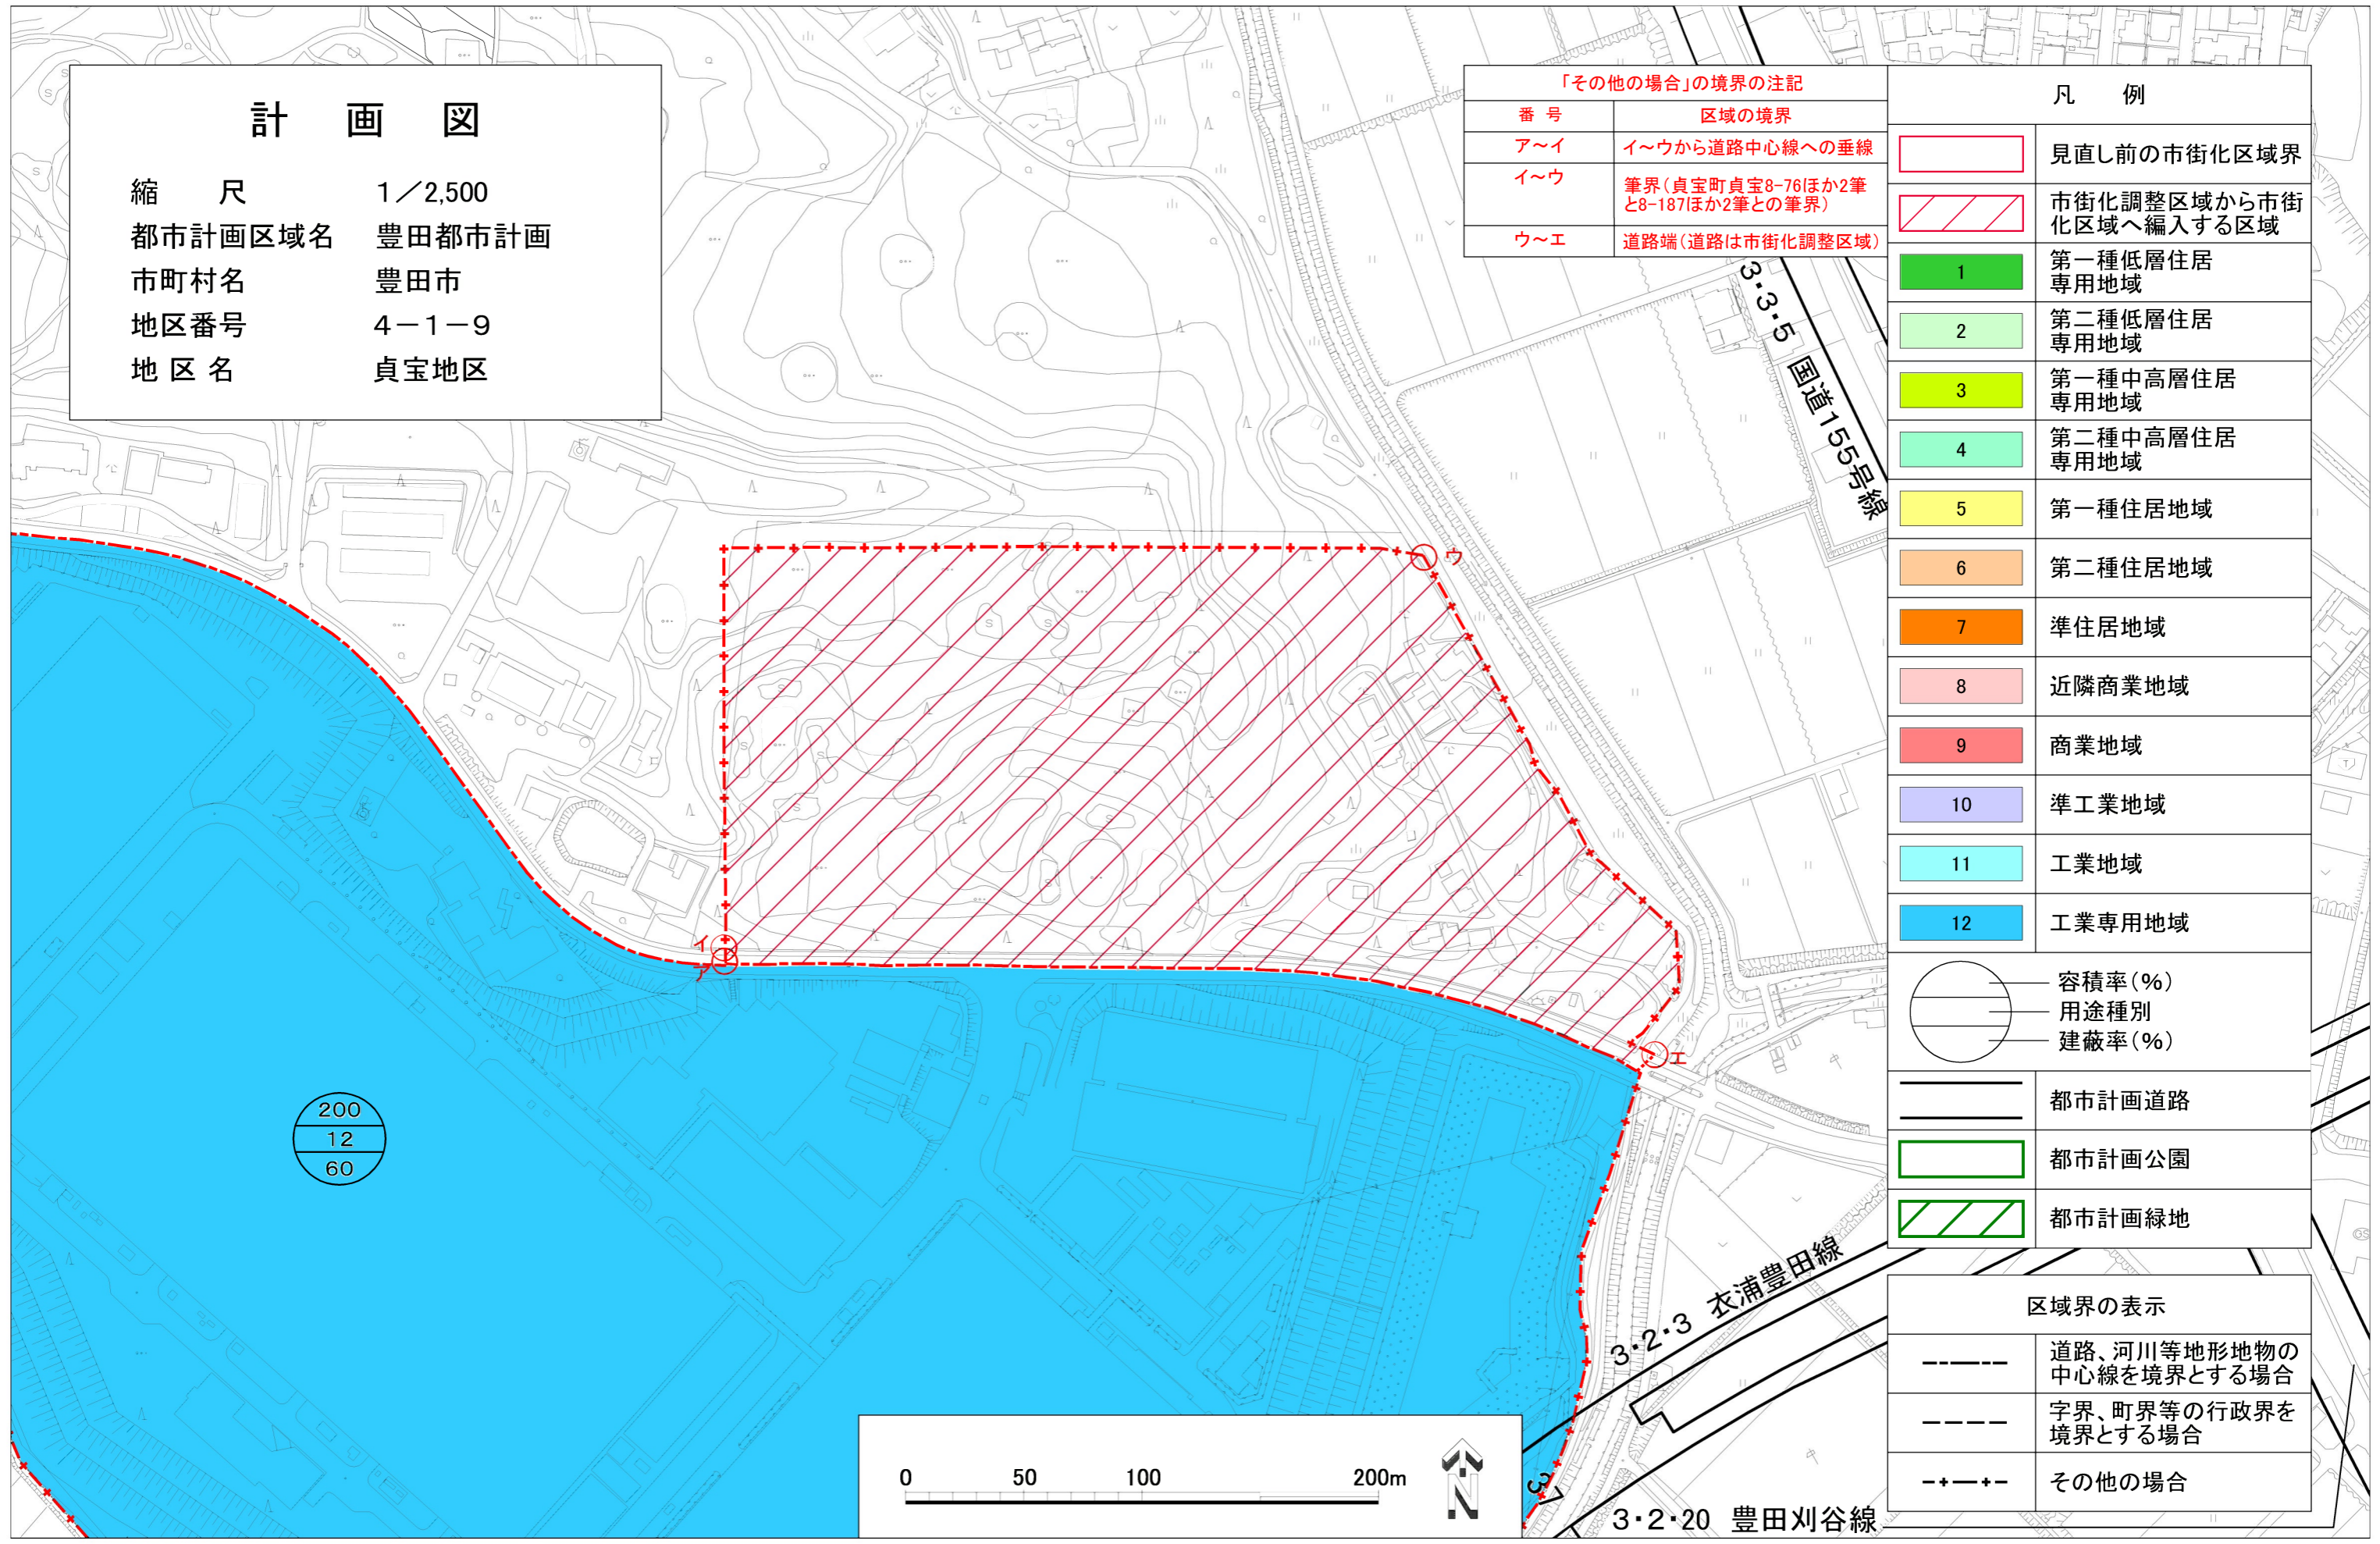 計 画 図
縮 尺 1／2,500
都市計画区域名 豊田都市計画
市町村名 豊田市
地区番号 4－1－9
地 区 名 貞宝地区
「その他の場合」の境界の注記
番 号 区域の境界
ア～イ イ～ウから道路中心線への垂線
イ～ウ 筆界（貞宝町貞宝8-76ほか2筆
と8-187ほか2筆との筆界）
ウ～エ 道路端（道路は市街化調整区域）
凡 例
見直し前の市街化区域界
市街化調整区域から市街
化区域へ編入する区域
1 第一種低層住居
専用地域
2 第二種低層住居
専用地域
3 第一種中高層住居
専用地域
4 第二種中高層住居
専用地域
5 第一種住居地域
6 第二種住居地域
7 準住居地域
8 近隣商業地域
9 商業地域
10 準工業地域
11 工業地域
12 工業専用地域
容積率（%）
用途種別
建蔽率（%）
都市計画道路
都市計画公園
都市計画緑地
区域界の表示
道路、河川等地形地物の
中心線を境界とする場合
字界、町界等の行政界を
境界とする場合
その他の場合
3・3・5 国道155号線
ウ
イ
ア
エ
200
12
60
3・2・3 衣浦豊田線
3・2・20 豊田刈谷線
0 50 100 200m
N